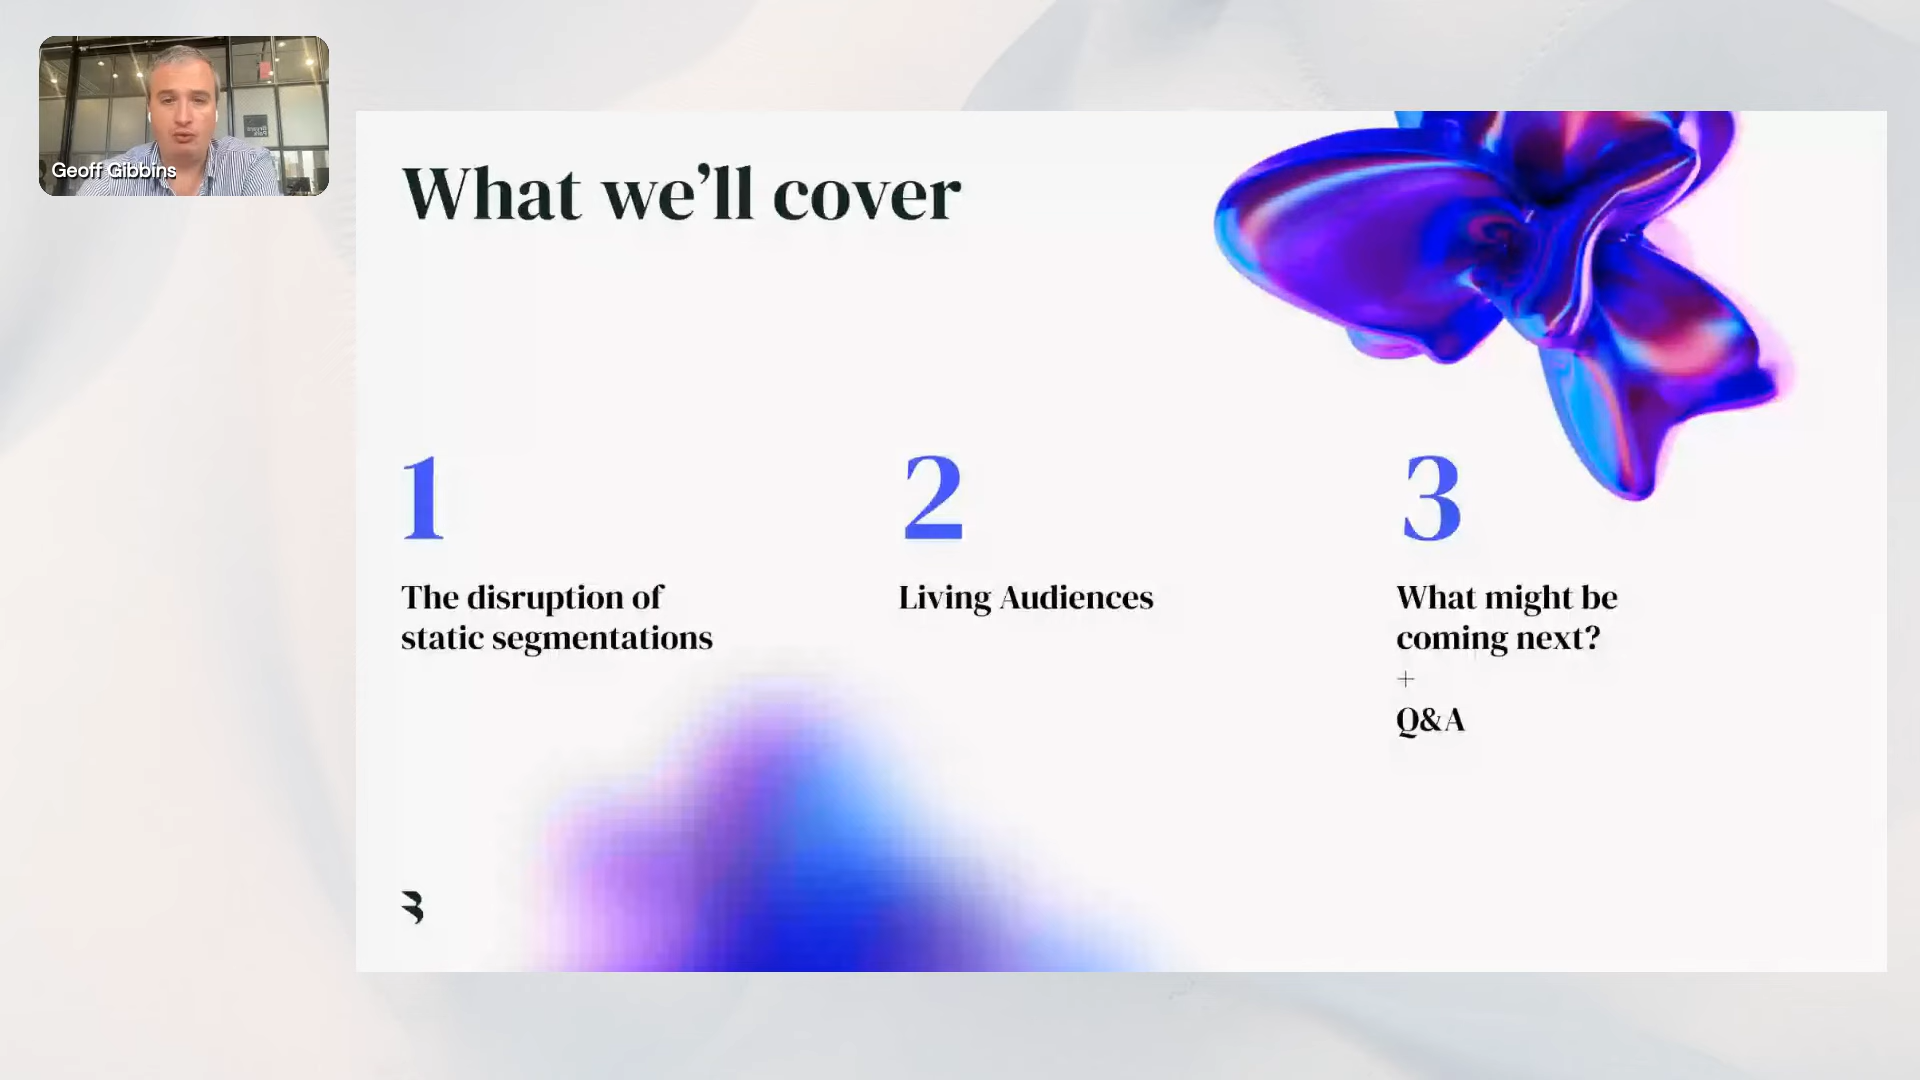 Geoff Gibbins
What we’ll cover
1
The disruption of
static segmentations
2
Living Audiences
3
What might be
coming next?
+
Q&A